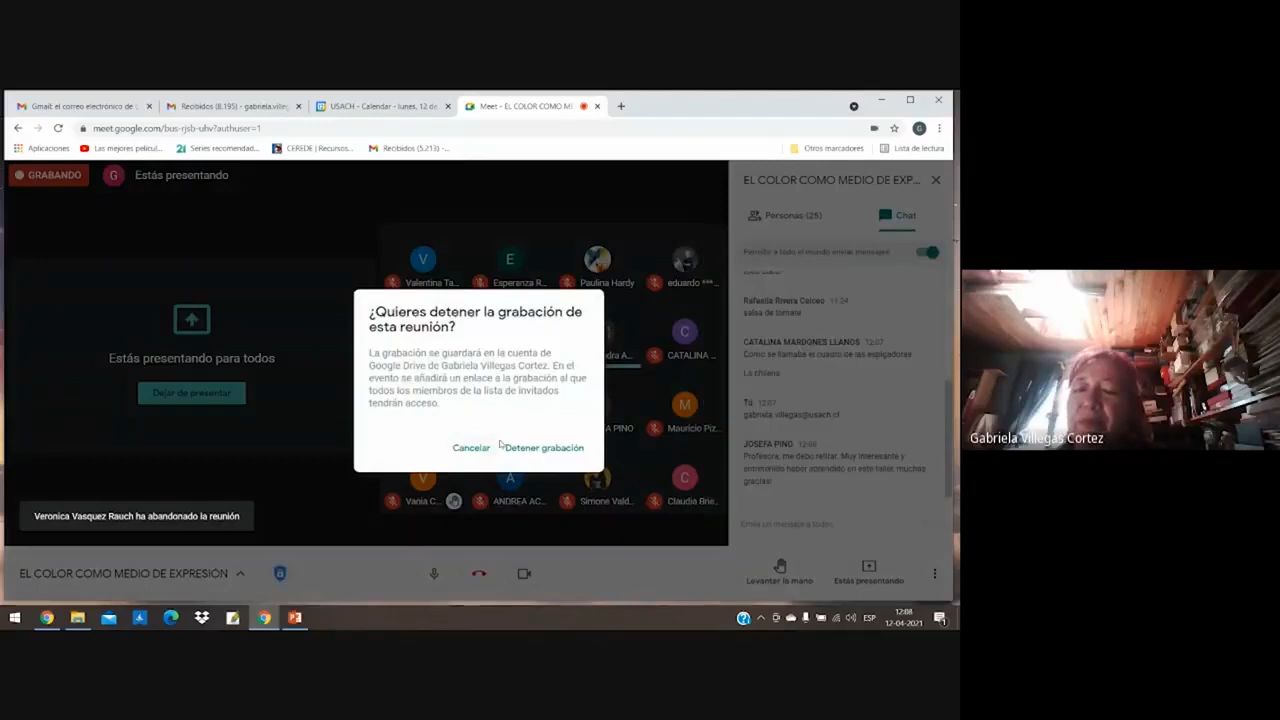 Gmail: el correo electrónico de
Recibidos (8.195) - gabriela.villeg
USACH - Calendar - lunes, 12 de
Meet - EL COLOR COMO ME
meet.google.com/bus-rjsb-uhv?authuser=1
G
Aplicaciones
Las mejores pelícu...
Series recomendad...
CEREDE | Recursos...
Recibidos (5.213) -...
Otros marcadores
Lista de lectura
GRABANDO
G
Estás presentando
EL COLOR COMO MEDIO DE EXP...
Personas (25)
Chat
Permitir a todo el mundo enviar mensajes
V
E
Valentina Ta...
Esperanza R...
Paulina Hardy
eduardo ***...
Rafaella Rivera Caiceo 11:54
salsa de tomate
¿Quieres detener la grabación de
esta reunión?
La grabación se guardará en la cuenta de
Google Drive de Gabriela Villegas Cortez. En el
evento se añadirá un enlace a la grabación al que
todos los miembros de la lista de invitados
tendrán acceso.
Cancelar
Detener grabación
Estás presentando para todos
Dejar de presentar
C
CATALINA ...
CATALINA MARDONES LLANOS 12:07
Como se llamaba el cuadro de las espigadores
La chilena
M
PINO
Mauricio Piz...
Tú 12:07
gabriela.villegas@usach.cl
JOSEFA PINO 12:08
Profesora, me debo retirar. Muy interesante y
entretenido haber aprendido en este taller, muchas
gracias!
V
A
C
Vania C...
ANDREA AC...
Simone Vald...
Claudia Brie...
Veronica Vasquez Rauch ha abandonado la reunión
Envía un mensaje a todos
EL COLOR COMO MEDIO DE EXPRESIÓN
Levantar la mano
Estás presentando
ESP
12:08
12-04-2021
Gabriela Villegas Cortez